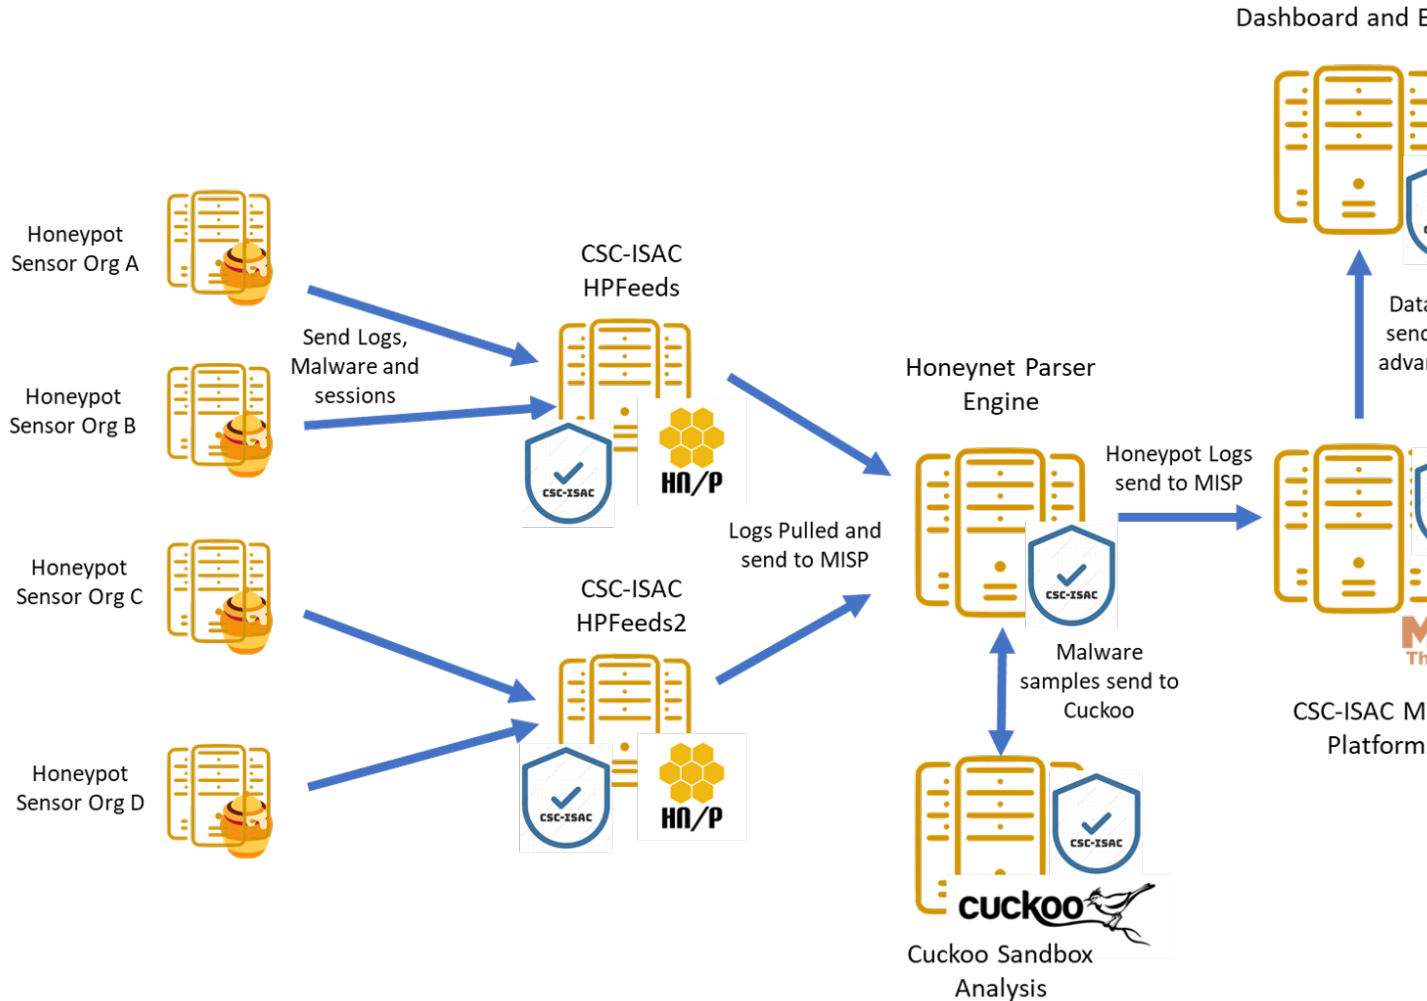 Dashboard and
Honeypot
Sensor Org A
CSC-ISAC
HPFeeds
Send Logs,
Malware and
sessions
Data
send
Honeypot
Sensor Org B
Honeynet Parser
Engine
CSC-ISAC
HN/P
Honeypot Logs
send to MISP
Logs Pulled and
send to MISP
Honeypot
Sensor Org C
CSC-ISAC
HPFeeds2
CSC-ISAC
Malware
samples send to
Cuckoo
CSC-ISAC
Platform
Honeypot
Sensor Org D
CSC-ISAC
HN/P
CSC-ISAC
cuckoo
Cuckoo Sandbox
Analysis